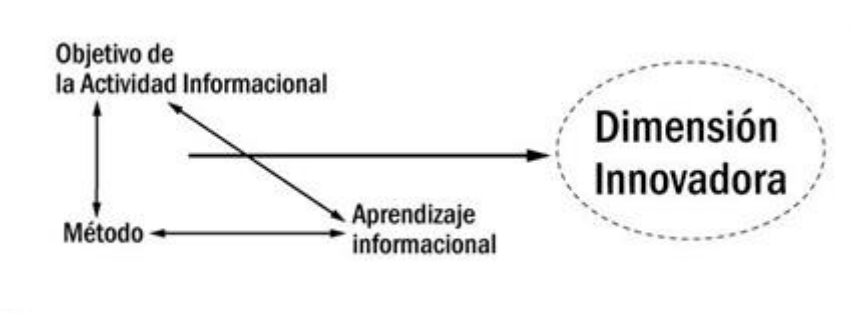 Objetivo de
la Actividad Informacional
Dimensión
Innovadora
Método
Aprendizaje
informacional